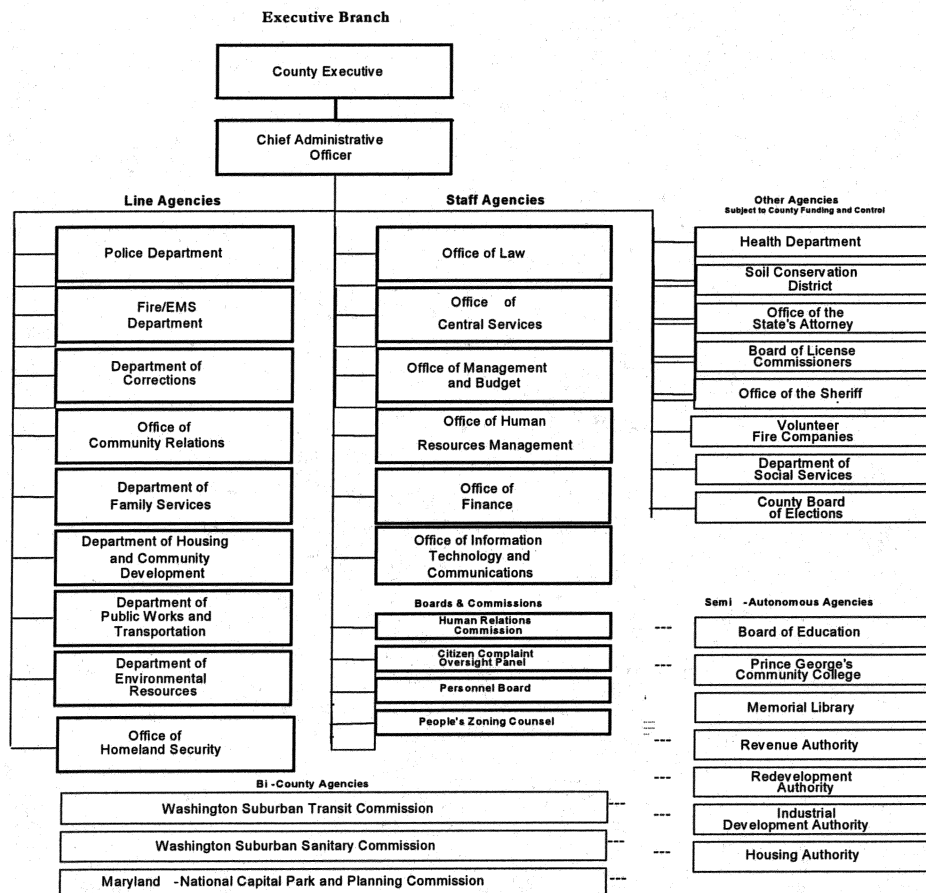 Executive Branch
County Executive
Chief Administrative
Officer
Line Agencies
Police Department
Fire/EMS
Department
Department of
Corrections
Office of
Community Relations
Department of
Family Services
Department of Housing
and Community
Development
Department of
Public Works and
Transportation
Department of
Environmental
Resources
Office of
Homeland Security
Staff Agencies
Office of Law
Office of
Central Services
Office of Management
and Budget
Office of Human
Resources Management
Office of
Finance
Office of Information
Technology and
Communications
Boards & Commissions
Human Relations
Commission
Citizen Complaint
Oversight Panel
Personnel Board
People's Zoning Counsel
Other Agencies
Subject to County Funding and Control
Health Department
Soil Conservation
District
Office of the
State's Attorney
Board of License
Commissioners
Office of the Sheriff
Volunteer
Fire Companies
Department of
Social Services
County Board
of Elections
Semi -Autonomous Agencies
Board of Education
Prince George's
Community College
Memorial Library
Revenue Authority
Redevelopment
Authority
Industrial
Development Authority
Housing Authority
Bi -County Agencies
Washington Suburban Transit Commission
Washington Suburban Sanitary Commission
Maryland -National Capital Park and Planning Commission